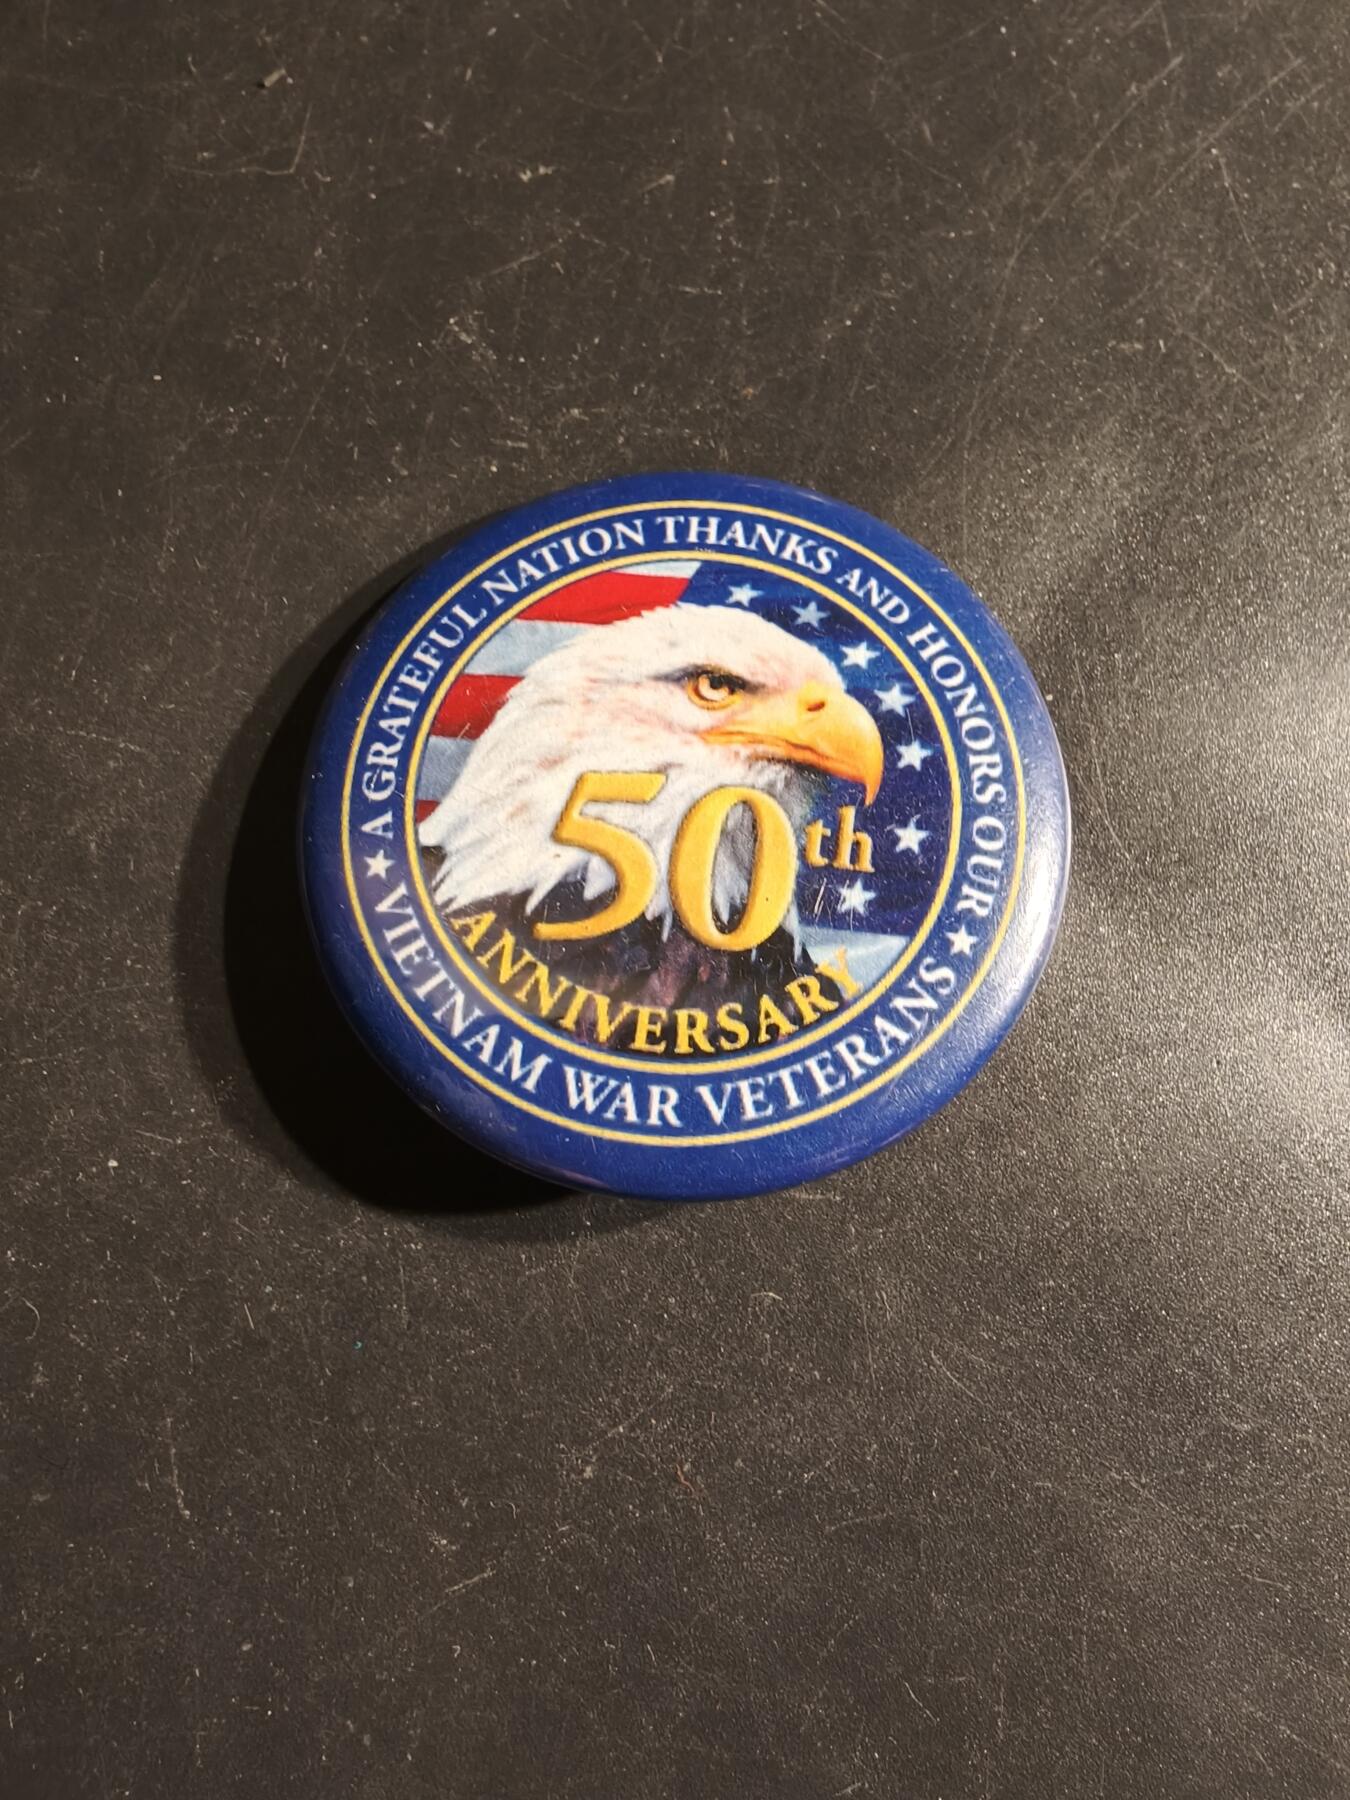 A GRATEFUL NATION THANKS AND HONORS OUR
50th
ANNIVERSARY
VIETNAM WAR VETERANS